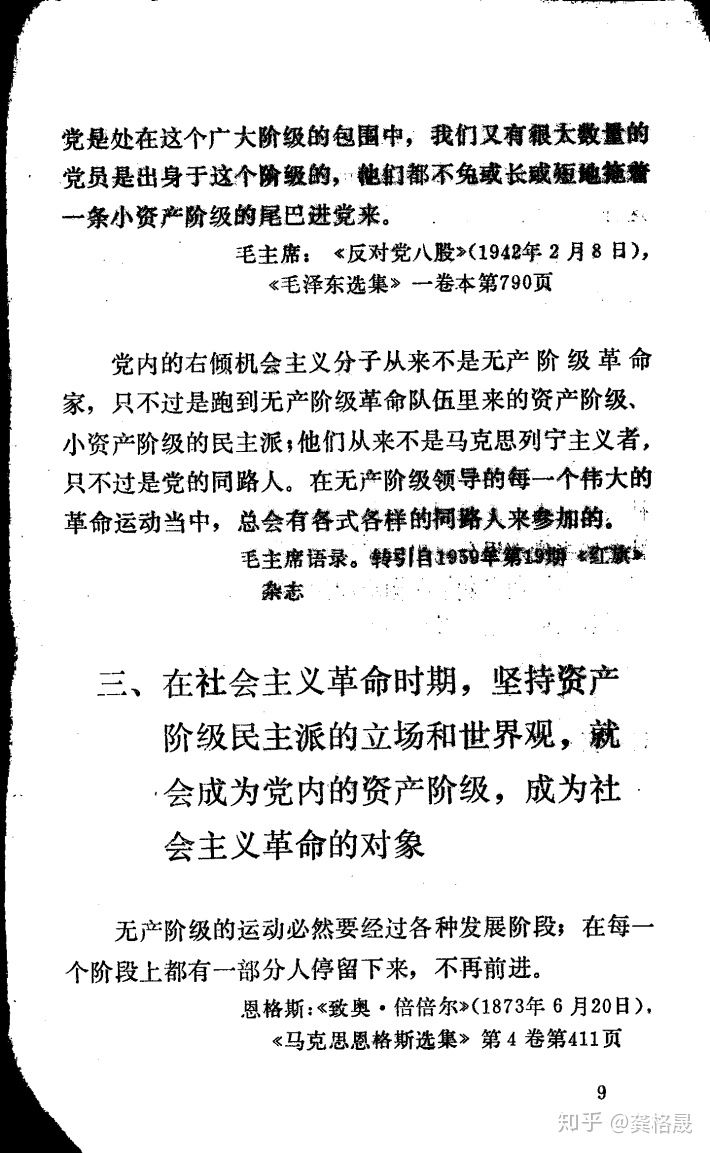 党是处在这个广大阶级的包围中，我们又有很大数量的
党员是出身于这个阶级的，他们都不免或长或短地拖着
一条小资产阶级的尾巴进党来。
毛主席：《反对党八股》（1942年2月8日），
《毛泽东选集》一卷本第790页
党内的右倾机会主义分子从来不是无产阶级革命
家，只不过是跑到无产阶级革命队伍里来的资产阶级、
小资产阶级的民主派；他们从来不是马克思列宁主义者，
只不过是党的同路人。在无产阶级领导的每一个伟大的
革命运动当中，总会有各式各样的同路人来参加的。
毛主席语录。转引自1959年第19期《红旗》
杂志
三、在社会主义革命时期，坚持资产
阶级民主派的立场和世界观，就
会成为党内的资产阶级，成为社
会主义革命的对象
无产阶级的运动必然要经过各种发展阶段；在每一
个阶段上都有一部分人停留下来，不再前进。
恩格斯：《致奥·倍倍尔》（1873年6月20日），
《马克思恩格斯选集》第4卷第411页
9
知乎 @龚格晟